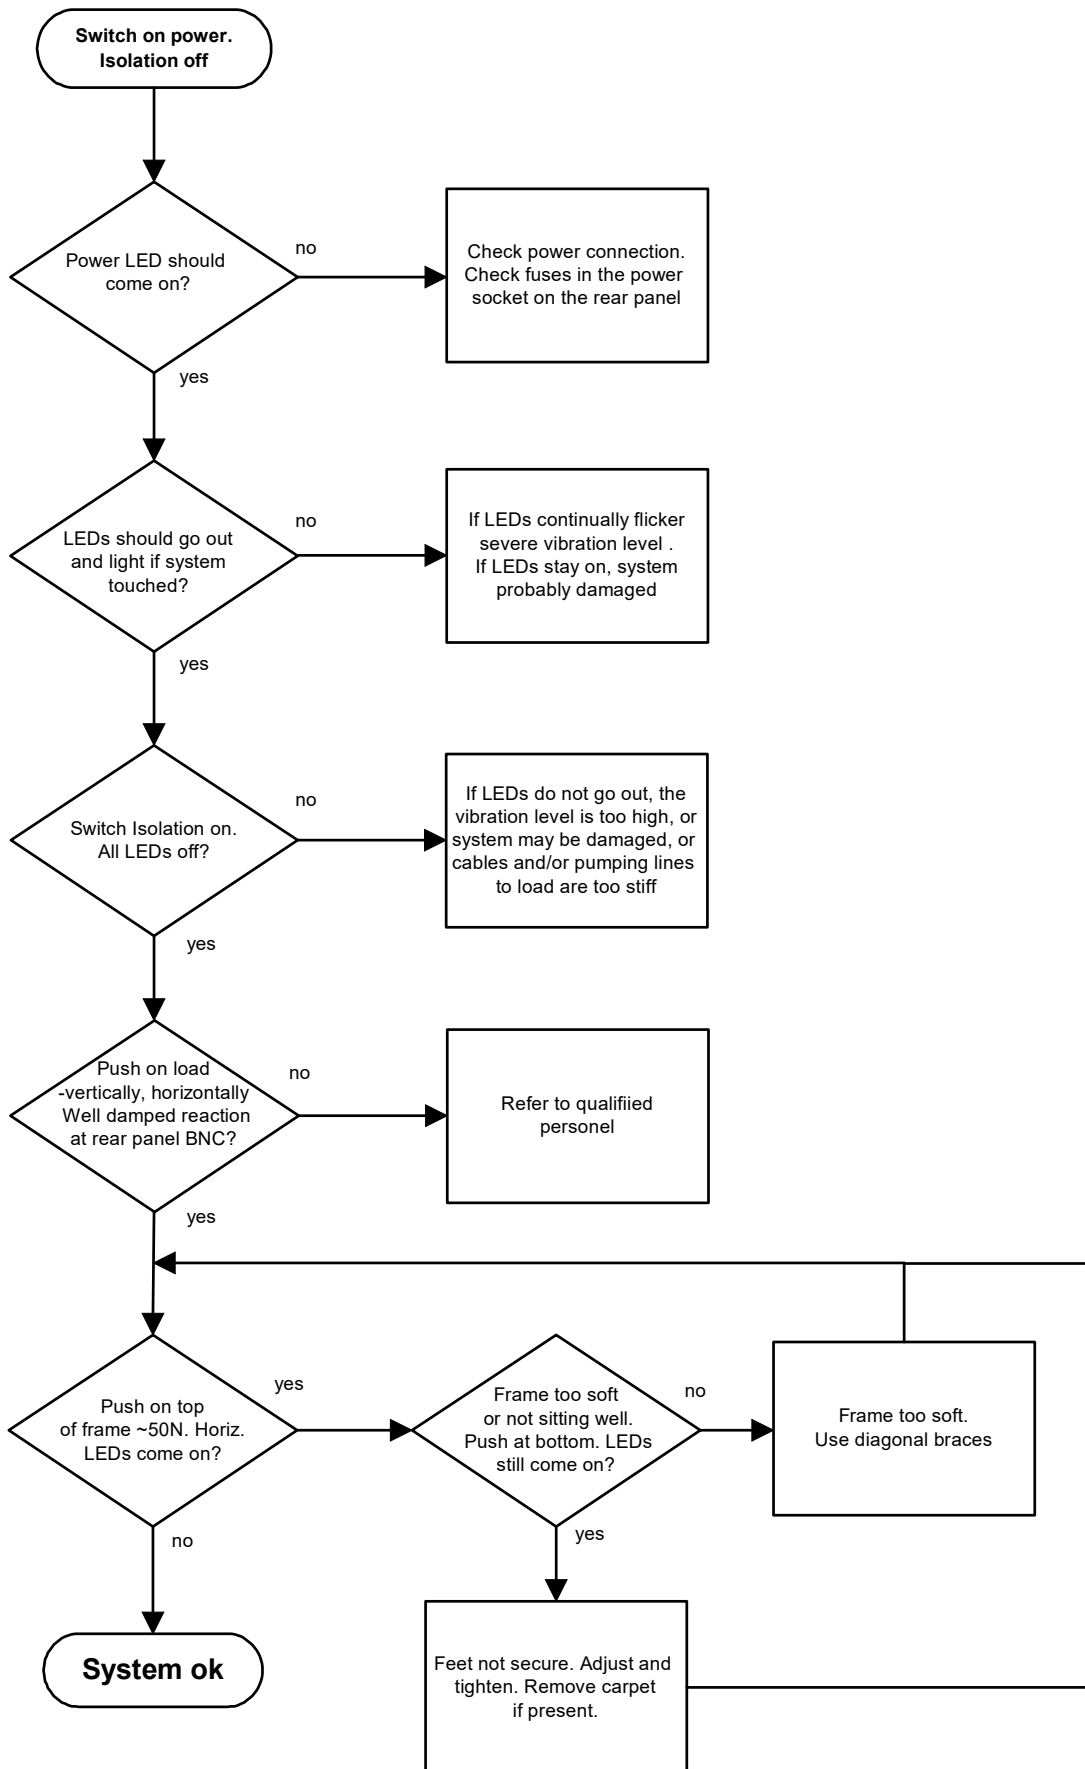 Switch on power.
Isolation off
Power LED should
come on?
no
Check power connection.
Check fuses in the power
socket on the rear panel
yes
LEDs should go out
and light if system
touched?
no
If LEDs continually flicker
severe vibration level .
If LEDs stay on, system
probably damaged
yes
Switch Isolation on.
All LEDs off?
no
If LEDs do not go out, the
vibration level is too high, or
system may be damaged, or
cables and/or pumping lines
to load are too stiff
yes
Push on load
-vertically, horizontally
Well damped reaction
at rear panel BNC?
no
Refer to qualifiied
personel
yes
Push on top
of frame ~50N. Horiz.
LEDs come on?
yes
Frame too soft
or not sitting well.
Push at bottom. LEDs
still come on?
no
Frame too soft.
Use diagonal braces
no
yes
System ok
Feet not secure. Adjust and
tighten. Remove carpet
if present.